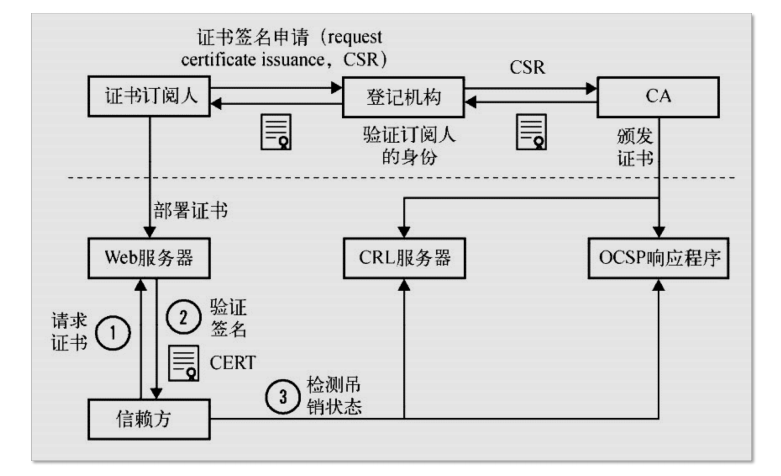 证书签名申请（request
certificate issuance，CSR）
CSR
证书订阅人
登记机构
CA
验证订阅人
的身份
颁发
证书
部署证书
Web服务器
CRL服务器
OCSP响应程序
请求
证书
1
2
验证
签名
CERT
3
检测吊
销状态
信赖方